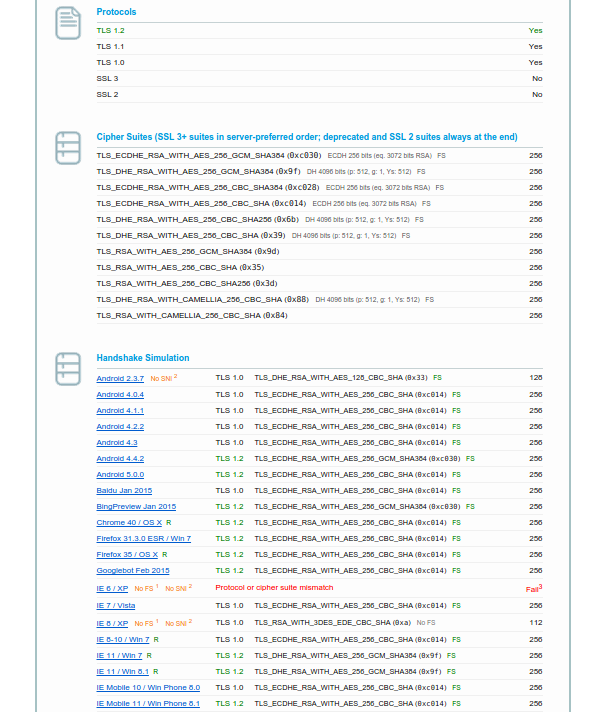 Protocols
TLS 1.2 Yes
TLS 1.1 Yes
TLS 1.0 Yes
SSL 3 No
SSL 2 No
Cipher Suites (SSL 3+ suites in server-preferred order; deprecated and SSL 2 suites always at the end)
TLS_ECDHE_RSA_WITH_AES_256_GCM_SHA384 (0xc030) ECDH 256 bits (eq. 3072 bits RSA) FS 256
TLS_DHE_RSA_WITH_AES_256_GCM_SHA384 (0x9f) DH 4096 bits (p: 512, g: 1, Ys: 512) FS 256
TLS_ECDHE_RSA_WITH_AES_256_CBC_SHA384 (0xc028) ECDH 256 bits (eq. 3072 bits RSA) FS 256
TLS_ECDHE_RSA_WITH_AES_256_CBC_SHA (0xc014) ECDH 256 bits (eq. 3072 bits RSA) FS 256
TLS_DHE_RSA_WITH_AES_256_CBC_SHA256 (0x6b) DH 4096 bits (p: 512, g: 1, Ys: 512) FS 256
TLS_DHE_RSA_WITH_AES_256_CBC_SHA (0x39) DH 4096 bits (p: 512, g: 1, Ys: 512) FS 256
TLS_RSA_WITH_AES_256_GCM_SHA384 (0x9d) 256
TLS_RSA_WITH_AES_256_CBC_SHA (0x35) 256
TLS_RSA_WITH_AES_256_CBC_SHA256 (0x3d) 256
TLS_DHE_RSA_WITH_CAMELLIA_256_CBC_SHA (0x88) DH 4096 bits (p: 512, g: 1, Ys: 512) FS 256
TLS_RSA_WITH_CAMELLIA_256_CBC_SHA (0x84) 256
Handshake Simulation
Android 2.3.7 No SNI 2 TLS 1.0 TLS_DHE_RSA_WITH_AES_128_CBC_SHA (0x33) FS 128
Android 4.0.4 TLS 1.0 TLS_ECDHE_RSA_WITH_AES_256_CBC_SHA (0xc014) FS 256
Android 4.1.1 TLS 1.0 TLS_ECDHE_RSA_WITH_AES_256_CBC_SHA (0xc014) FS 256
Android 4.2.2 TLS 1.0 TLS_ECDHE_RSA_WITH_AES_256_CBC_SHA (0xc014) FS 256
Android 4.3 TLS 1.0 TLS_ECDHE_RSA_WITH_AES_256_CBC_SHA (0xc014) FS 256
Android 4.4.2 TLS 1.2 TLS_ECDHE_RSA_WITH_AES_256_GCM_SHA384 (0xc030) FS 256
Android 5.0.0 TLS 1.2 TLS_ECDHE_RSA_WITH_AES_256_CBC_SHA (0xc014) FS 256
Baidu Jan 2015 TLS 1.0 TLS_ECDHE_RSA_WITH_AES_256_CBC_SHA (0xc014) FS 256
BingPreview Jan 2015 TLS 1.2 TLS_ECDHE_RSA_WITH_AES_256_GCM_SHA384 (0xc030) FS 256
Chrome 40 / OS X R TLS 1.2 TLS_ECDHE_RSA_WITH_AES_256_CBC_SHA (0xc014) FS 256
Firefox 31.3.0 ESR / Win 7 TLS 1.2 TLS_ECDHE_RSA_WITH_AES_256_CBC_SHA (0xc014) FS 256
Firefox 35 / OS X R TLS 1.2 TLS_ECDHE_RSA_WITH_AES_256_CBC_SHA (0xc014) FS 256
Googlebot Feb 2015 TLS 1.2 TLS_ECDHE_RSA_WITH_AES_256_CBC_SHA (0xc014) FS 256
IE 6 / XP No FS 1 No SNI 2 Protocol or cipher suite mismatch Fail3
IE 7 / Vista TLS 1.0 TLS_ECDHE_RSA_WITH_AES_256_CBC_SHA (0xc014) FS 256
IE 8 / XP No FS 1 No SNI 2 TLS 1.0 TLS_RSA_WITH_3DES_EDE_CBC_SHA (0xa) No FS 112
IE 8-10 / Win 7 R TLS 1.0 TLS_ECDHE_RSA_WITH_AES_256_CBC_SHA (0xc014) FS 256
IE 11 / Win 7 R TLS 1.2 TLS_DHE_RSA_WITH_AES_256_GCM_SHA384 (0x9f) FS 256
IE 11 / Win 8.1 R TLS 1.2 TLS_DHE_RSA_WITH_AES_256_GCM_SHA384 (0x9f) FS 256
IE Mobile 10 / Win Phone 8.0 TLS 1.0 TLS_ECDHE_RSA_WITH_AES_256_CBC_SHA (0xc014) FS 256
IE Mobile 11 / Win Phone 8.1 TLS 1.2 TLS_ECDHE_RSA_WITH_AES_256_CBC_SHA (0xc014) FS 256